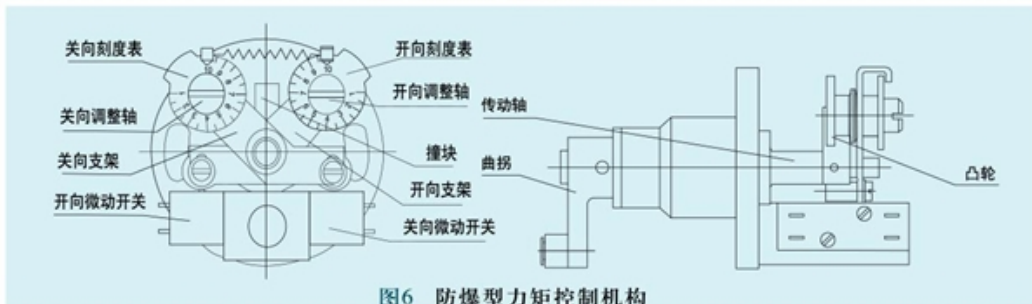 关向刻度表
关向调整轴
关向支架
开向微动开关
开向刻度表
开向调整轴
撞块
开向支架
关向微动开关
传动轴
曲拐
凸轮
图6 防爆型力矩控制机构